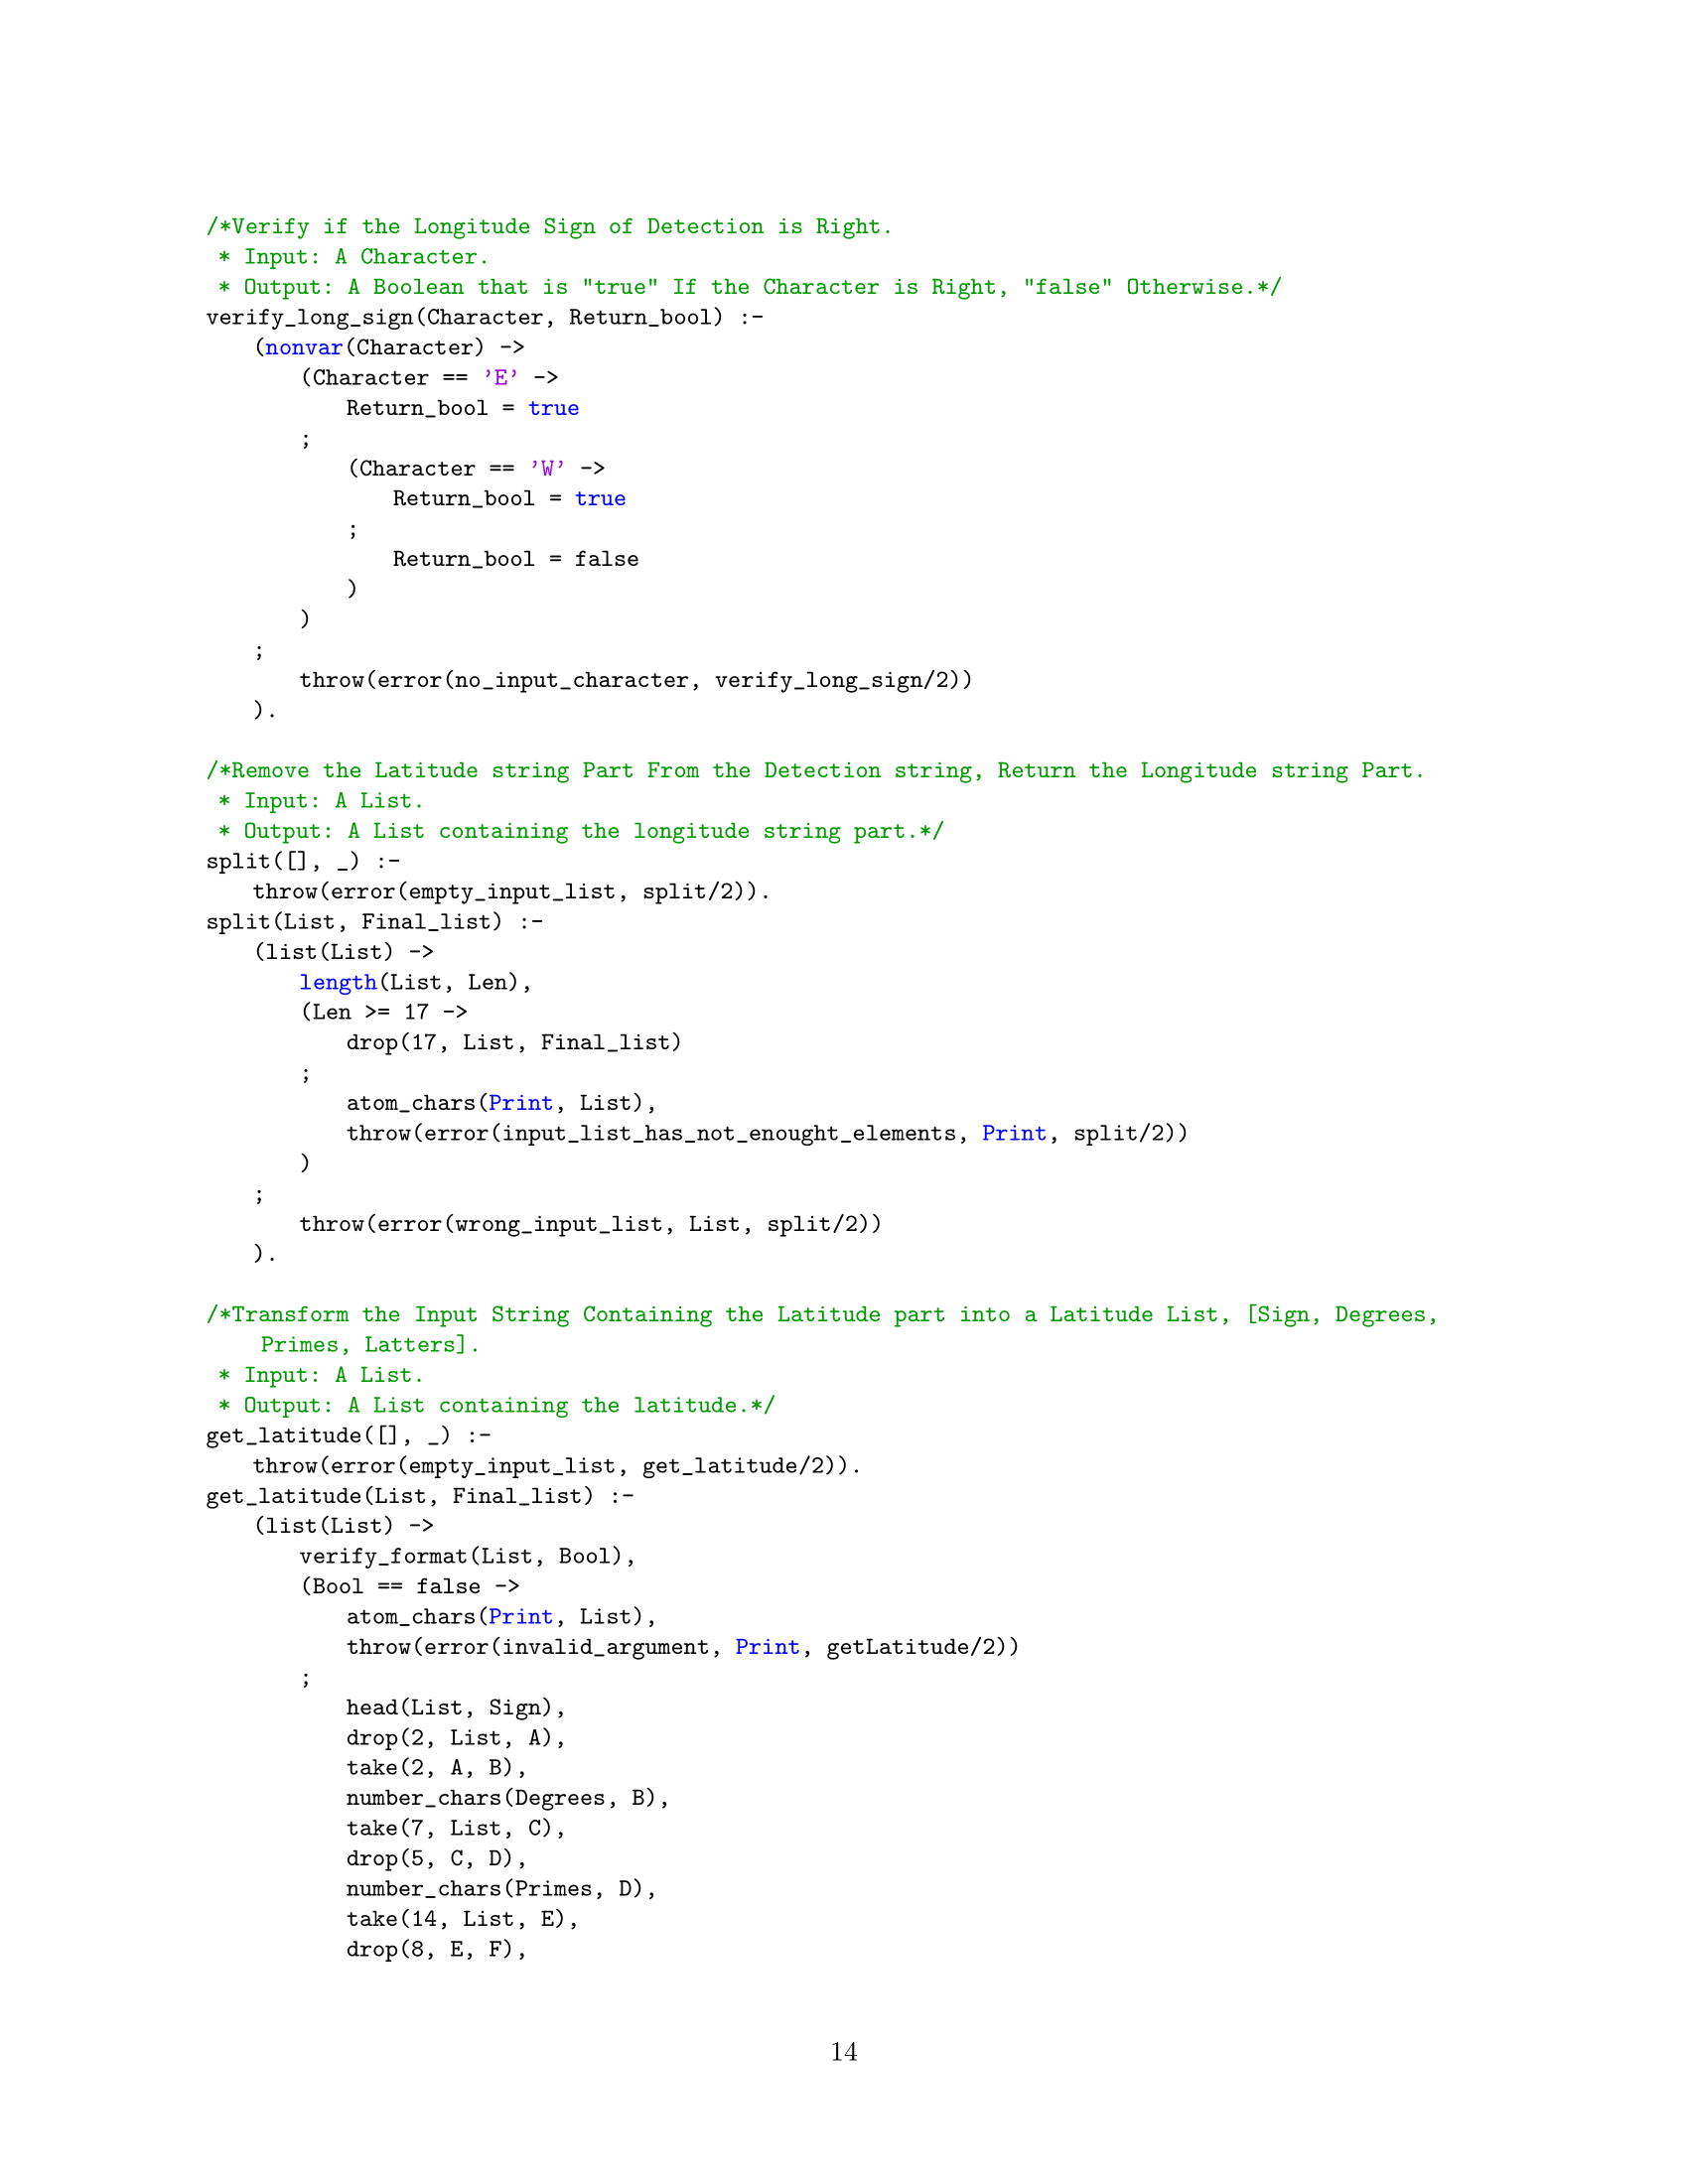 /*Verify if the Longitude Sign of Detection is Right.
 * Input: A Character.
 * Output: A Boolean that is "true" If the Character is Right, "false" Otherwise.*/
verify_long_sign(Character, Return_bool) :-
    (nonvar(Character) ->
        (Character == 'E' ->
            Return_bool = true
        ;
            (Character == 'W' ->
                Return_bool = true
            ;
                Return_bool = false
            )
        )
    ;
        throw(error(no_input_character, verify_long_sign/2))
    ).

/*Remove the Latitude string Part From the Detection string, Return the Longitude string Part.
 * Input: A List.
 * Output: A List containing the longitude string part.*/
split([], _) :-
    throw(error(empty_input_list, split/2)).
split(List, Final_list) :-
    (list(List) ->
        length(List, Len),
        (Len >= 17 ->
            drop(17, List, Final_list)
        ;
            atom_chars(Print, List),
            throw(error(input_list_has_not_enought_elements, Print, split/2))
        )
    ;
        throw(error(wrong_input_list, List, split/2))
    ).

/*Transform the Input String Containing the Latitude part into a Latitude List, [Sign, Degrees,
    Primes, Latters].
 * Input: A List.
 * Output: A List containing the latitude.*/
get_latitude([], _) :-
    throw(error(empty_input_list, get_latitude/2)).
get_latitude(List, Final_list) :-
    (list(List) ->
        verify_format(List, Bool),
        (Bool == false ->
            atom_chars(Print, List),
            throw(error(invalid_argument, Print, getLatitude/2))
        ;
            head(List, Sign),
            drop(2, List, A),
            take(2, A, B),
            number_chars(Degrees, B),
            take(7, List, C),
            drop(5, C, D),
            number_chars(Primes, D),
            take(14, List, E),
            drop(8, E, F),
14